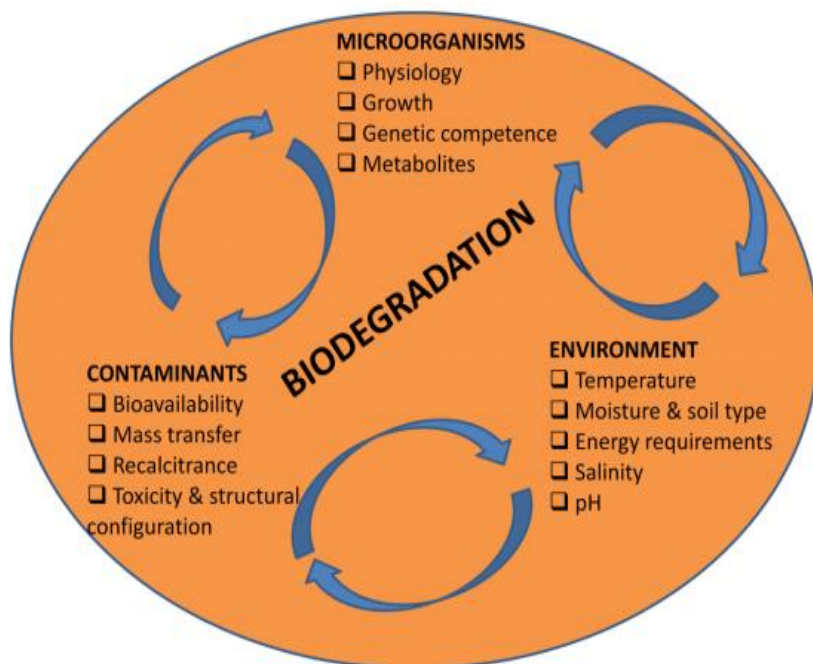 MICROORGANISMS
❑ Physiology
❑ Growth
❑ Genetic competence
❑ Metabolites
BIODEGRADATION
CONTAMINANTS
❑ Bioavailability
❑ Mass transfer
❑ Recalcitrance
❑ Toxicity & structural
configuration
ENVIRONMENT
❑ Temperature
❑ Moisture & soil type
❑ Energy requirements
❑ Salinity
❑ pH